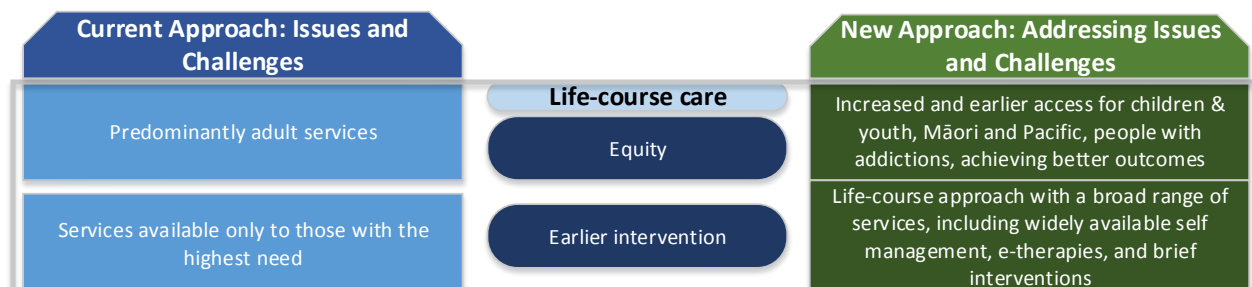 Current Approach: Issues and
Challenges
New Approach: Addressing Issues
and Challenges
Life-course care
Predominantly adult services
Equity
Increased and earlier access for children &
youth, Māori and Pacific, people with
addictions, achieving better outcomes
Services available only to those with the
highest need
Earlier intervention
Life-course approach with a broad range of
services, including widely available self
management, e-therapies, and brief
interventions